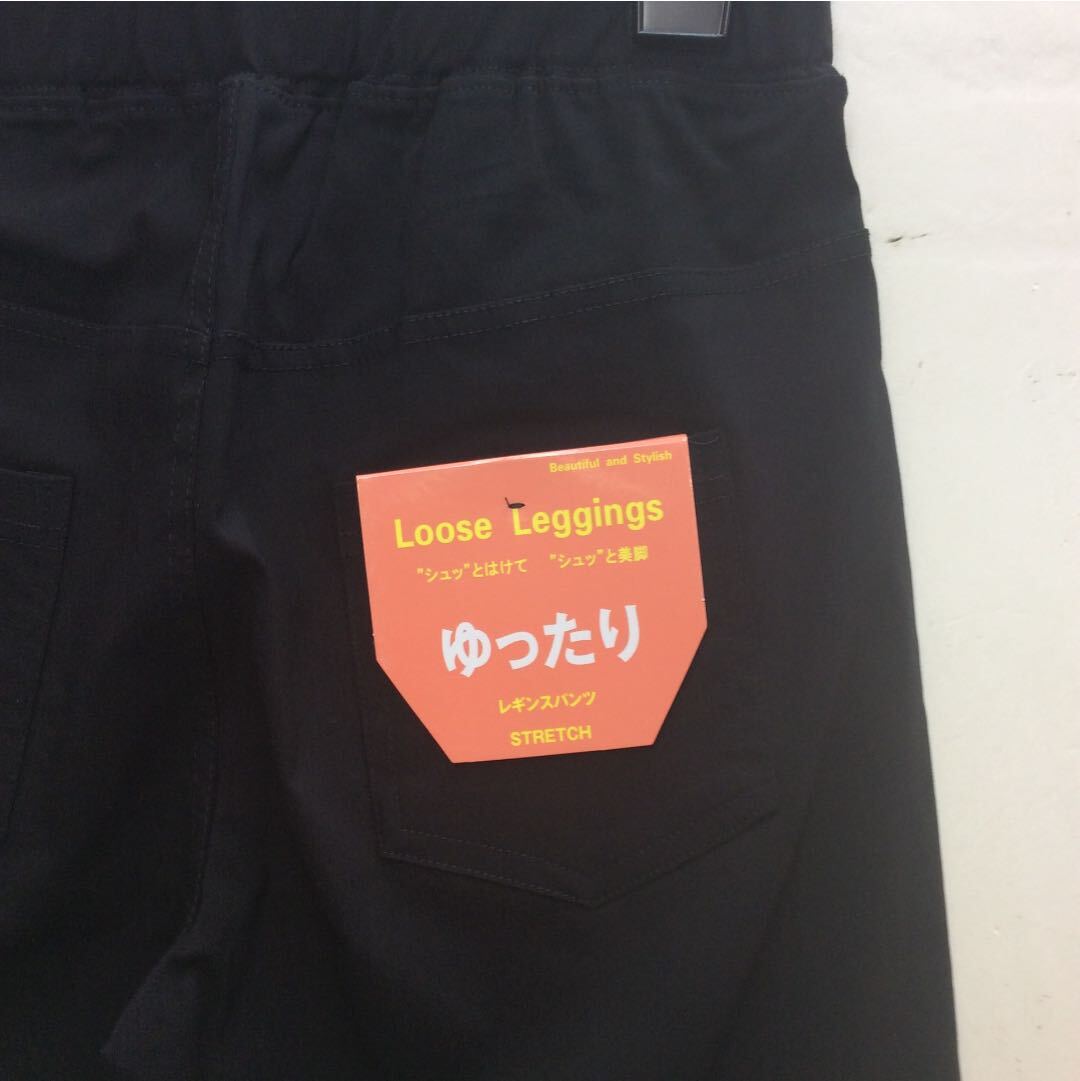 Beautiful and Stylish
Loose Leggings
"シュッ"とはけて "シュッ"と美脚
ゆったり
レギンスパンツ
STRETCH